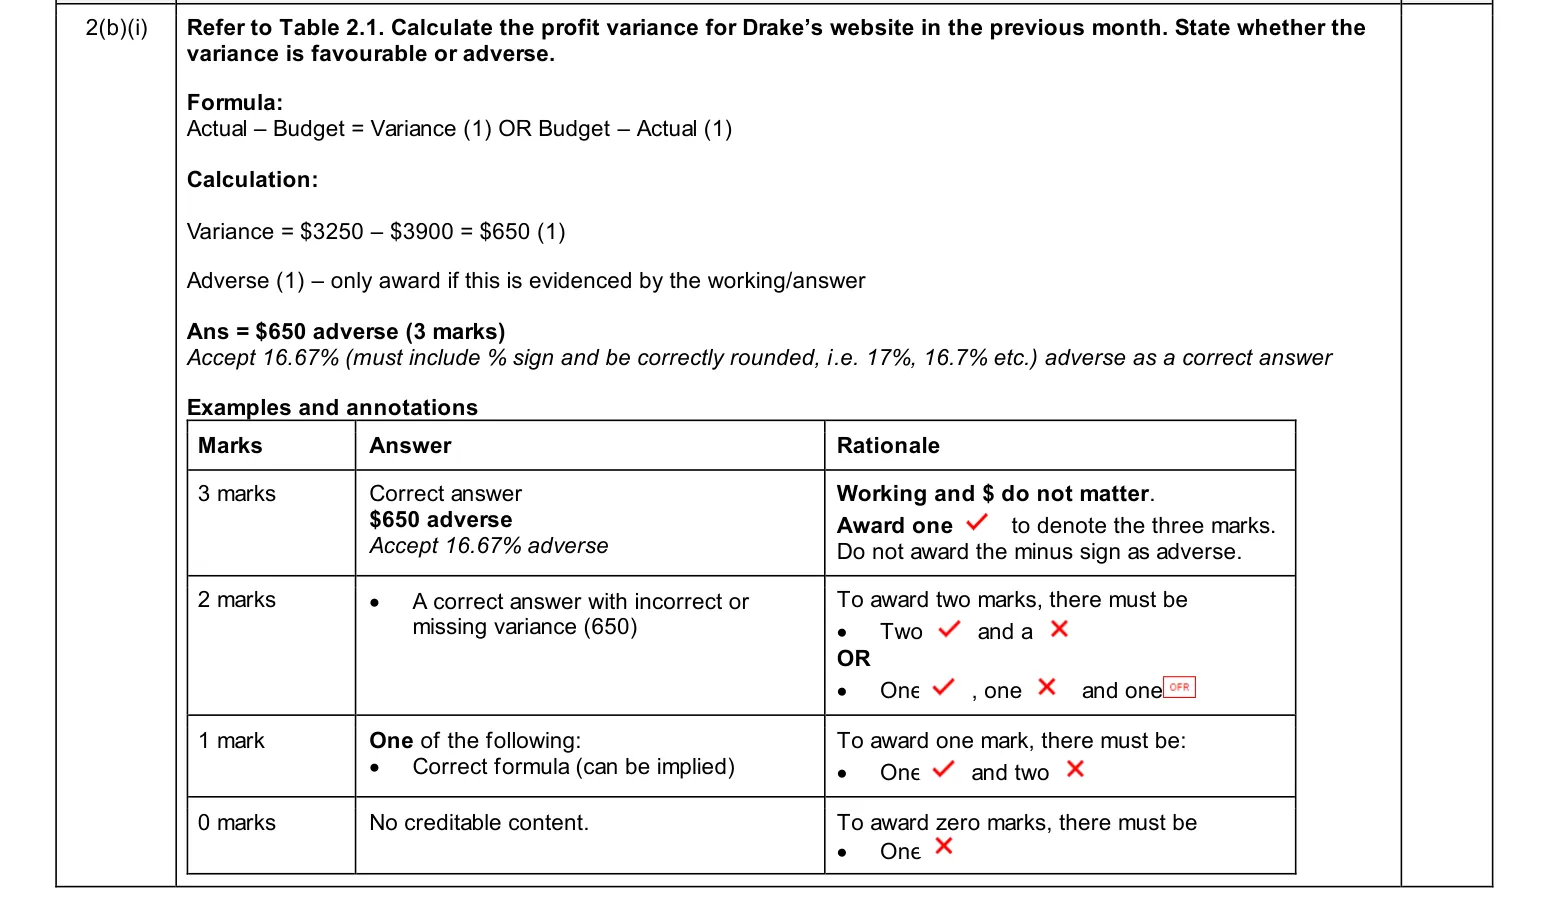 2(b)(i)
Refer to Table 2.1. Calculate the profit variance for Drake’s website in the previous month. State whether the
variance is favourable or adverse.
Formula:
Actual – Budget = Variance (1) OR Budget – Actual (1)
Calculation:
Variance = $3250 – $3900 = $650 (1)
Adverse (1) – only award if this is evidenced by the working/answer
Ans = $650 adverse (3 marks)
Accept 16.67% (must include % sign and be correctly rounded, i.e. 17%, 16.7% etc.) adverse as a correct answer
Examples and annotations
Marks
Answer
Rationale
3 marks
Correct answer
$650 adverse
Accept 16.67% adverse
Working and $ do not matter.
Award one ✓ to denote the three marks.
Do not award the minus sign as adverse.
2 marks
• A correct answer with incorrect or
missing variance (650)
To award two marks, there must be
• Two ✓ and a ✗
OR
• One ✓ , one ✗ and one OFR
1 mark
One of the following:
• Correct formula (can be implied)
To award one mark, there must be:
• One ✓ and two ✗
0 marks
No creditable content.
To award zero marks, there must be
• One ✗